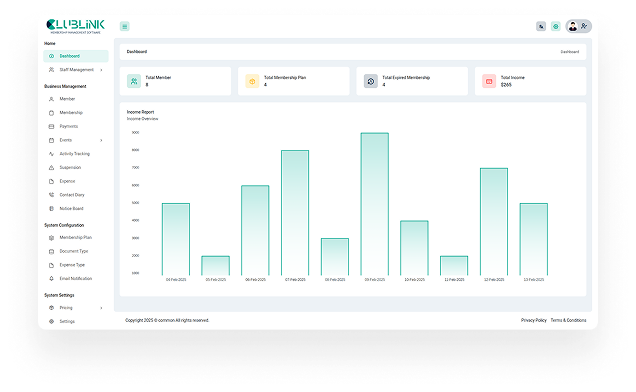 CLUBLINK
MEMBERSHIP MANAGEMENT SOFTWARE
Home
Dashboard
Staff Management
Business Management
Member
Membership
Payments
Events
Activity Tracking
Suspension
Expense
Contact Diary
Notice Board
System Configuration
Membership Plan
Document Type
Expense Type
Email Notification
System Settings
Pricing
Settings
Dashboard
Dashboard
Total Member
8
Total Membership Plan
4
Total Expired Membership
4
Total Income
$265
Income Report
Income Overview
9000
8000
7000
6000
5000
4000
3000
2000
1000
04-Feb-2025
05-Feb-2025
06-Feb-2025
07-Feb-2025
08-Feb-2025
09-Feb-2025
10-Feb-2025
11-Feb-2025
12-Feb-2025
13-Feb-2025
Copyright 2025 © common All rights reserved.
Privacy Policy
Terms & Conditions